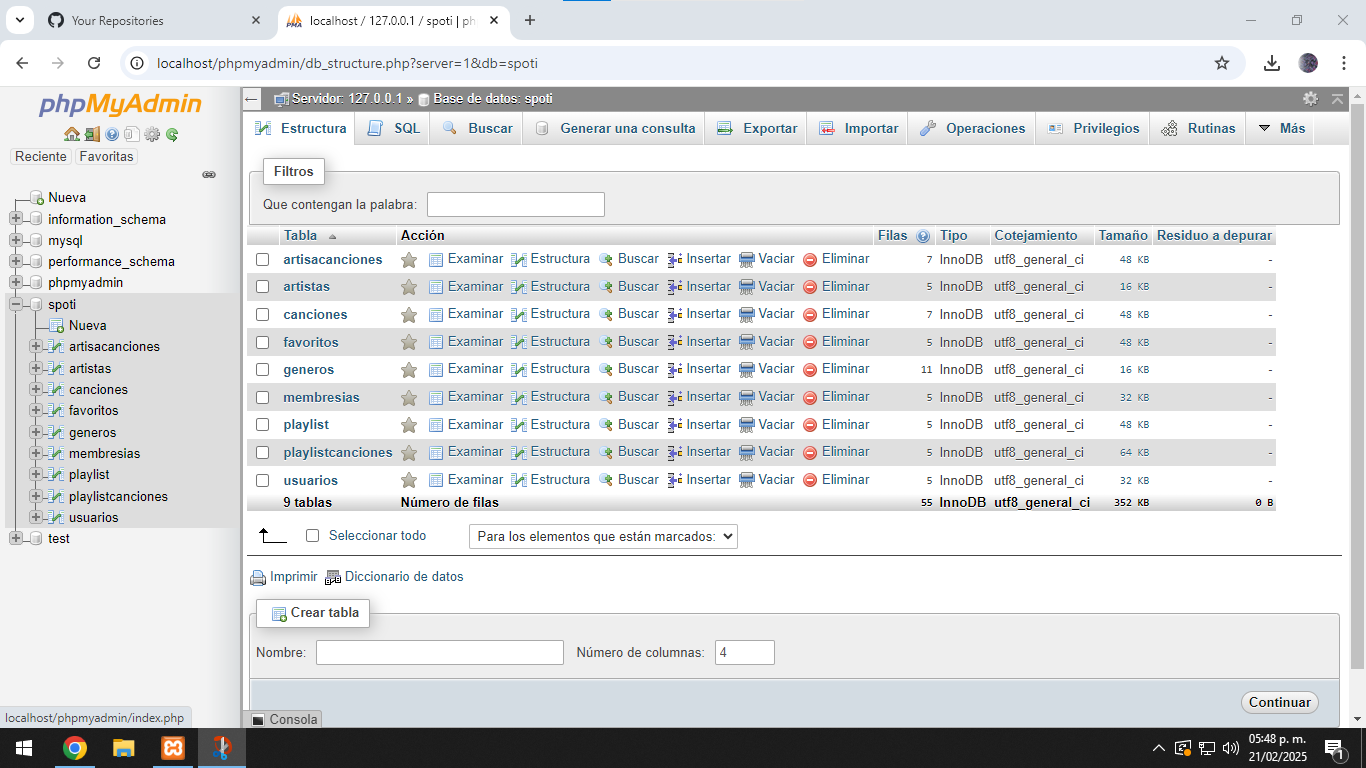 Your Repositories
localhost / 127.0.0.1 / spoti | ph
localhost/phpmyadmin/db_structure.php?server=1&db=spoti
phpMyAdmin
Reciente Favoritas
Nueva
information_schema
mysql
performance_schema
phpmyadmin
spoti
Nueva
artisacanciones
artistas
canciones
favoritos
generos
membresias
playlist
playlistcanciones
usuarios
test
localhost/phpmyadmin/index.php
Servidor: 127.0.0.1 » Base de datos: spoti
Estructura SQL Buscar Generar una consulta Exportar Importar Operaciones Privilegios Rutinas Más
Filtros
Que contengan la palabra:
Tabla Acción Filas Tipo Cotejamiento Tamaño Residuo a depurar
artisacanciones Examinar Estructura Buscar Insertar Vaciar Eliminar 7 InnoDB utf8_general_ci 48 KB -
artistas Examinar Estructura Buscar Insertar Vaciar Eliminar 5 InnoDB utf8_general_ci 16 KB -
canciones Examinar Estructura Buscar Insertar Vaciar Eliminar 7 InnoDB utf8_general_ci 48 KB -
favoritos Examinar Estructura Buscar Insertar Vaciar Eliminar 5 InnoDB utf8_general_ci 48 KB -
generos Examinar Estructura Buscar Insertar Vaciar Eliminar 11 InnoDB utf8_general_ci 16 KB -
membresias Examinar Estructura Buscar Insertar Vaciar Eliminar 5 InnoDB utf8_general_ci 32 KB -
playlist Examinar Estructura Buscar Insertar Vaciar Eliminar 5 InnoDB utf8_general_ci 48 KB -
playlistcanciones Examinar Estructura Buscar Insertar Vaciar Eliminar 5 InnoDB utf8_general_ci 64 KB -
usuarios Examinar Estructura Buscar Insertar Vaciar Eliminar 5 InnoDB utf8_general_ci 32 KB -
9 tablas Número de filas 55 InnoDB utf8_general_ci 352 KB 0 B
Seleccionar todo Para los elementos que están marcados:
Imprimir Diccionario de datos
Crear tabla
Nombre: Número de columnas: 4
Continuar
Consola
05:48 p. m.
21/02/2025
1